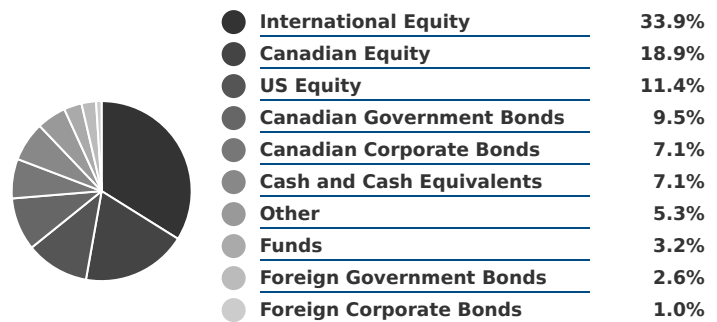 International Equity 33.9%
Canadian Equity 18.9%
US Equity 11.4%
Canadian Government Bonds 9.5%
Canadian Corporate Bonds 7.1%
Cash and Cash Equivalents 7.1%
Other 5.3%
Funds 3.2%
Foreign Government Bonds 2.6%
Foreign Corporate Bonds 1.0%